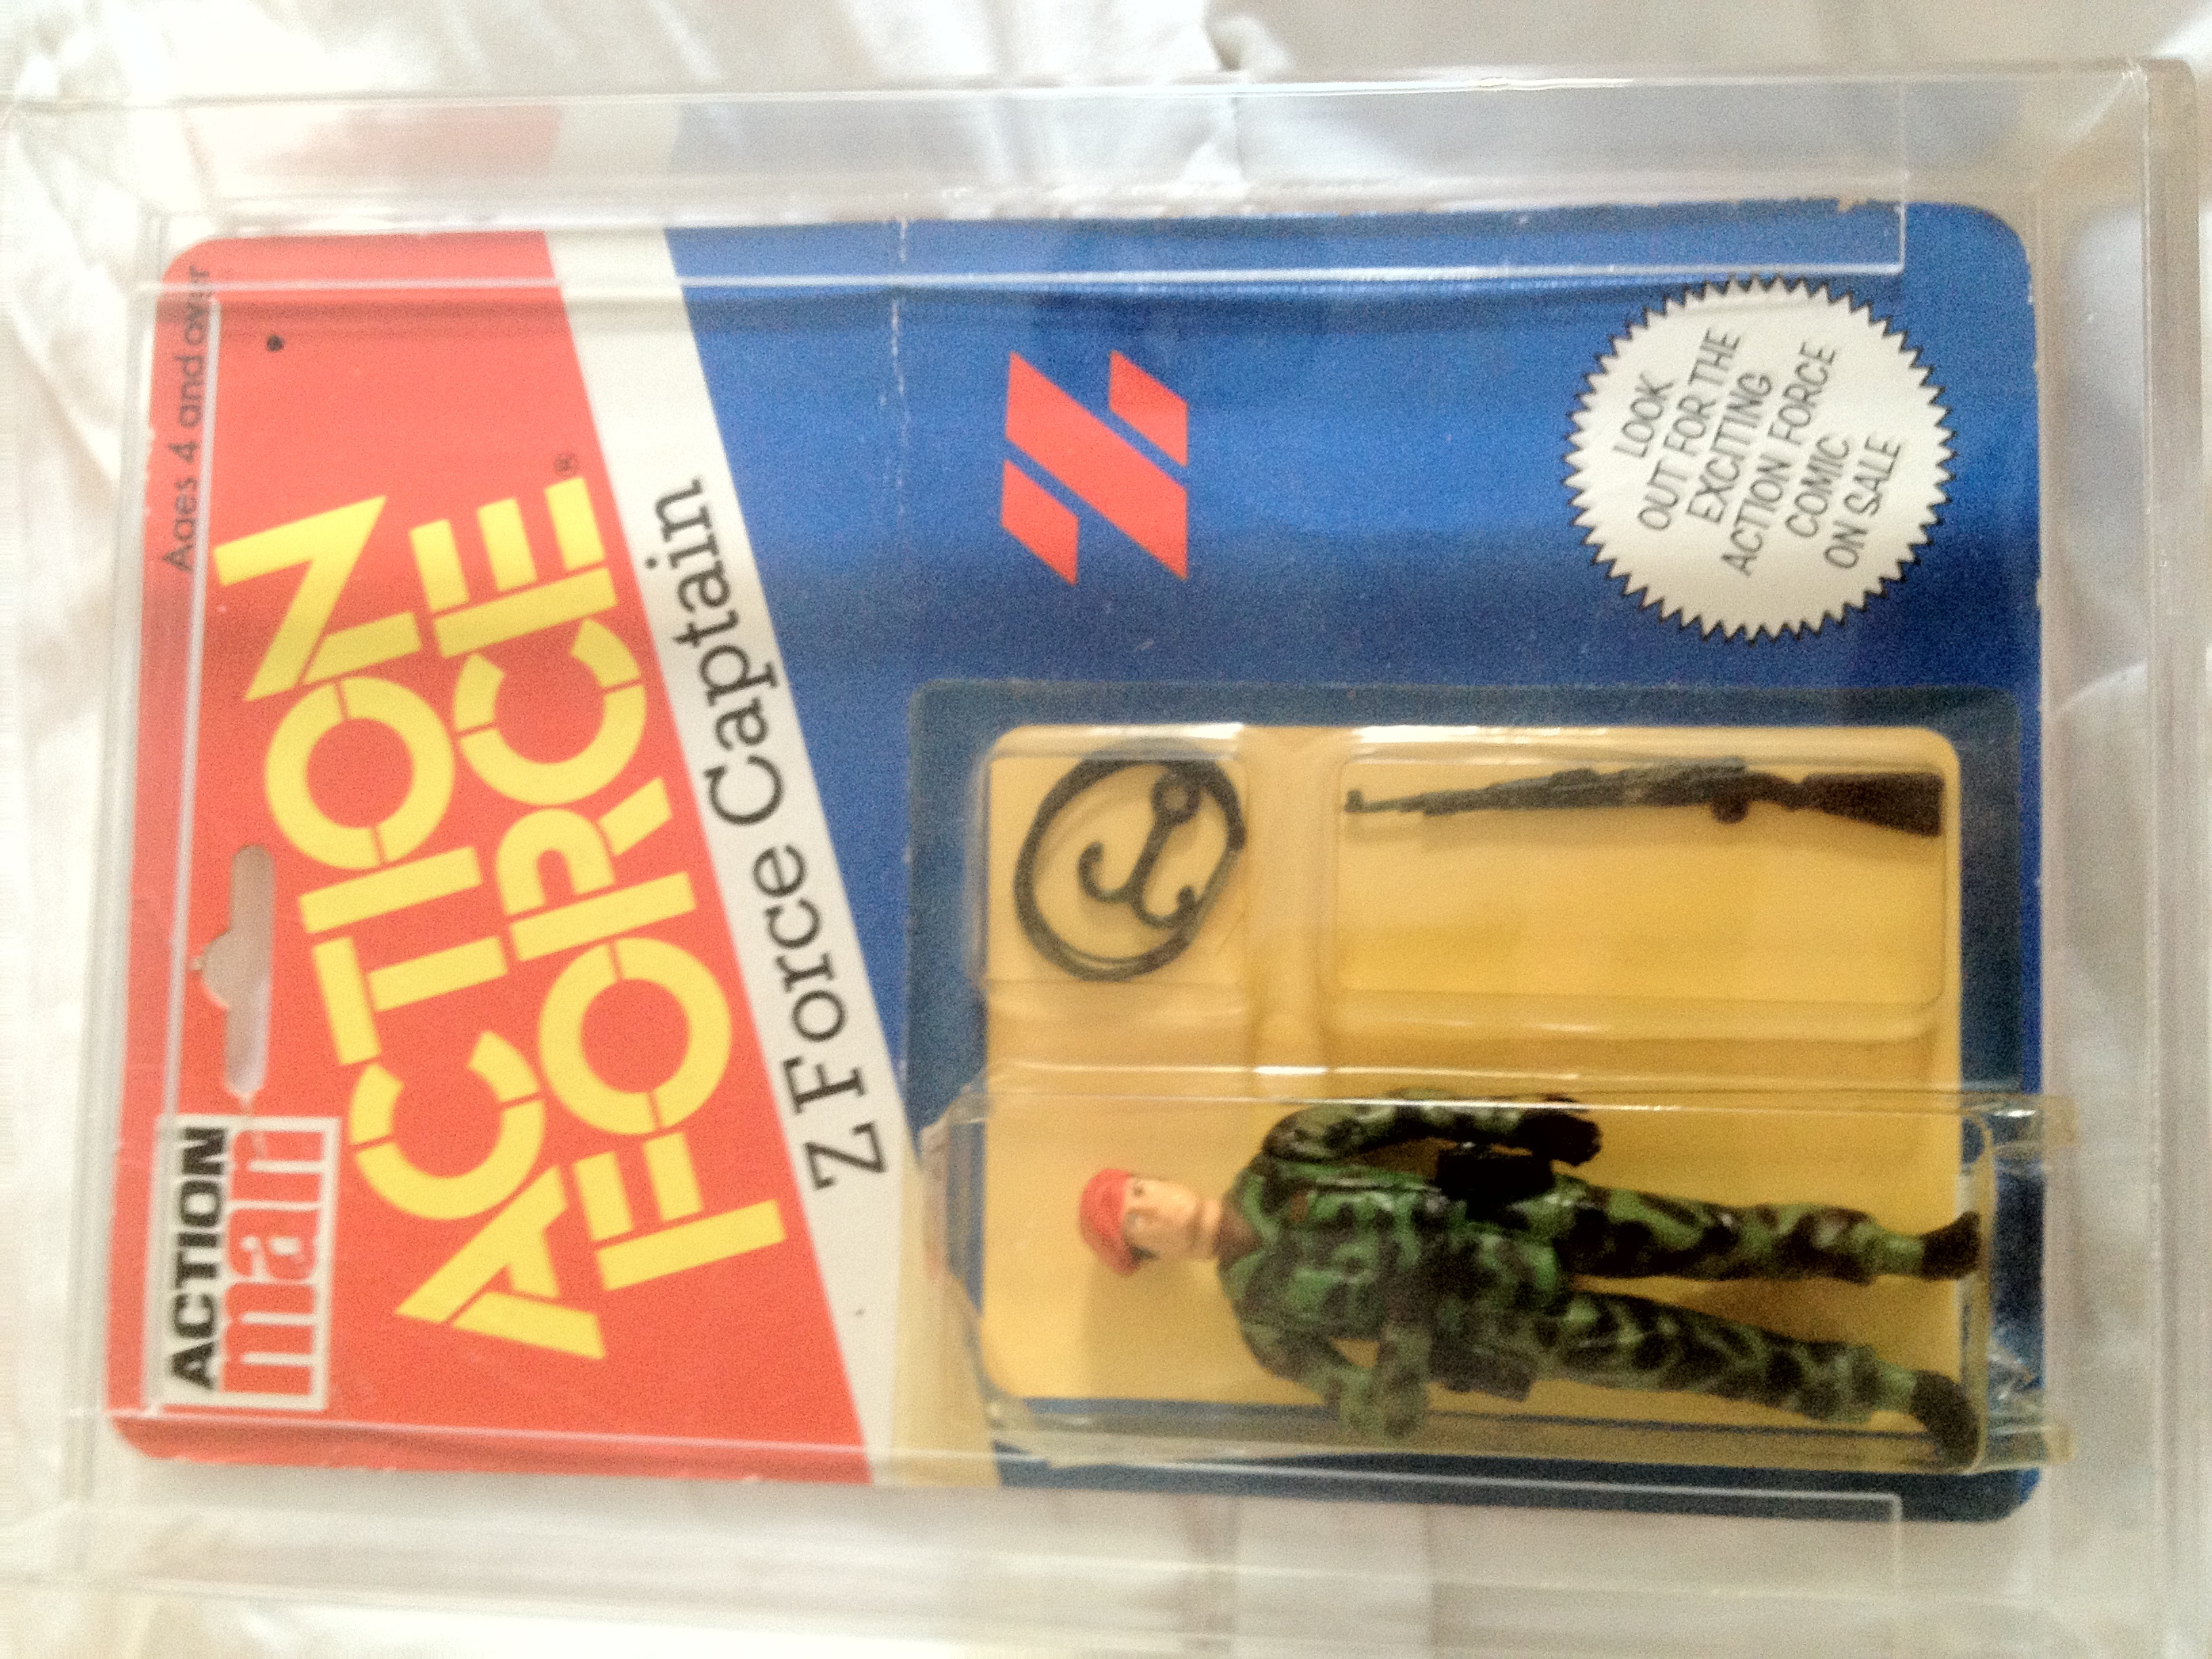 Ages 4 and over
ACTION
man
ACTION
FORCE®
Z Force Captain
Z
LOOK
OUT FOR THE
EXCITING
ACTION FORCE
COMIC
ON SALE